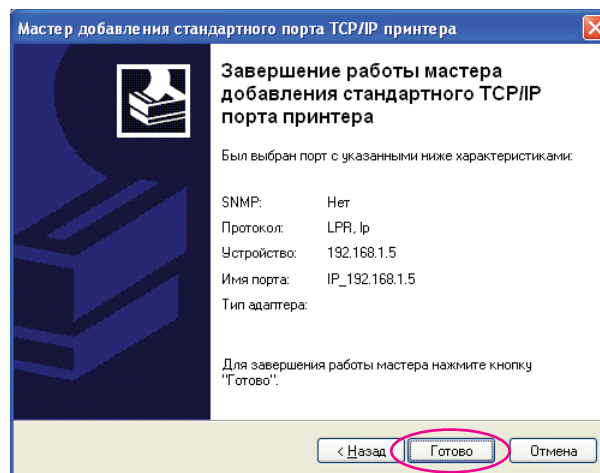 Мастер добавления стандартного порта TCP/IP принтера
Завершение работы мастера
добавления стандартного TCP/IP
порта принтера
Был выбран порт с указанными ниже характеристиками:
SNMP: Нет
Протокол: LPR, lp
Устройство: 192.168.1.5
Имя порта: IP_192.168.1.5
Тип адаптера:
Для завершения работы мастера нажмите кнопку
"Готово".
< Назад Готово Отмена